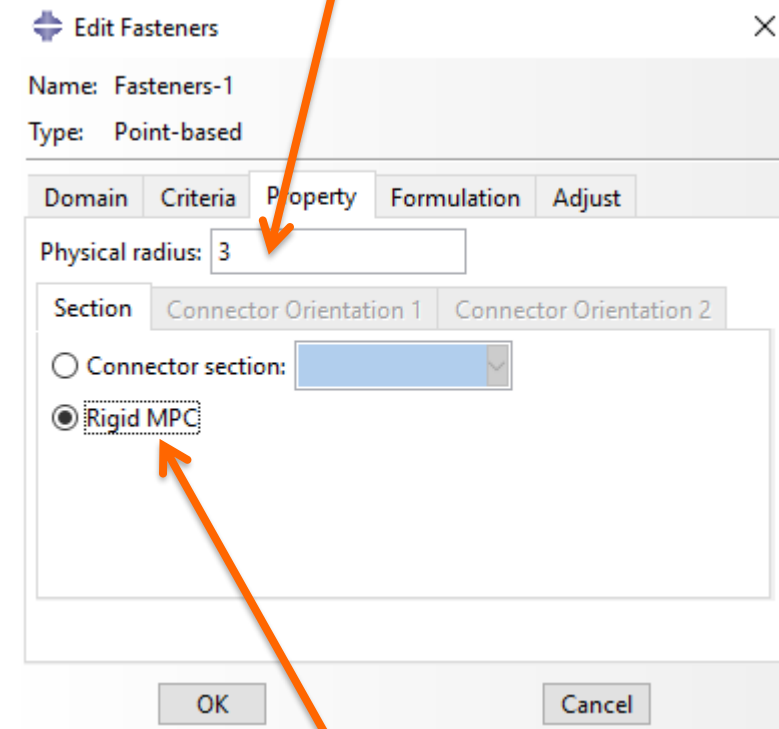 Edit Fasteners
Name: Fasteners-1
Type: Point-based
Domain Criteria Property Formulation Adjust
Physical radius: 3
Section Connector Orientation 1 Connector Orientation 2
Connector section:
Rigid MPC
OK Cancel